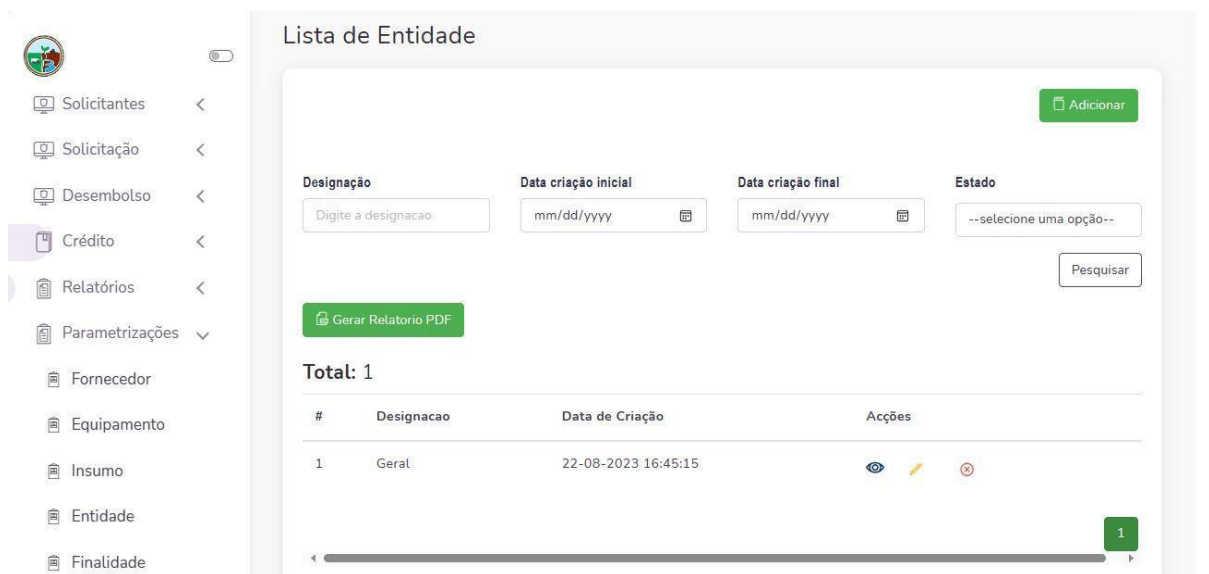 Lista de Entidade
Solicitantes
Solicitação
Desembolso
Crédito
Relatórios
Parametrizações
Fornecedor
Equipamento
Insumo
Entidade
Finalidade
Adicionar
Designação Data criação inicial Data criação final Estado
Digite a designacao mm/dd/yyyy mm/dd/yyyy --selecione uma opção--
Pesquisar
Gerar Relatorio PDF
Total: 1
# Designacao Data de Criação Acções
1 Geral 22-08-2023 16:45:15
1